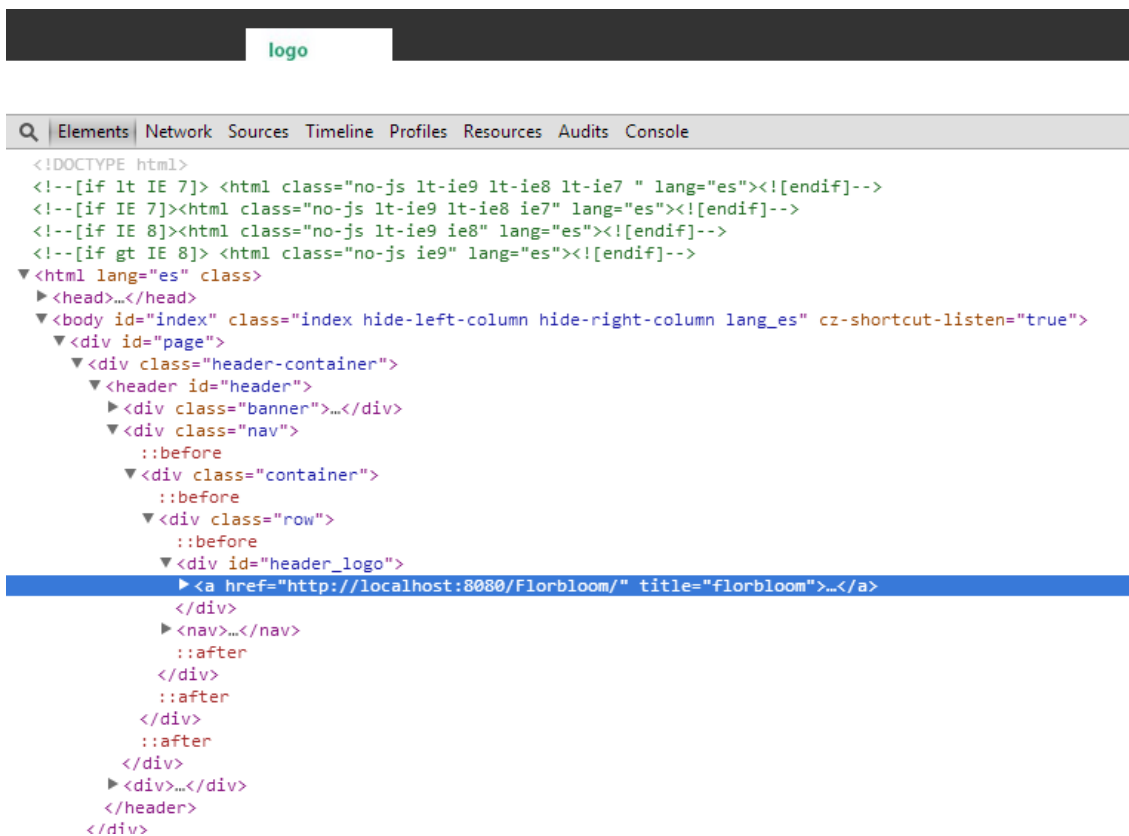 logo
Elements Network Sources Timeline Profiles Resources Audits Console
<!DOCTYPE html>
<!--[if lt IE 7]> <html class="no-js lt-ie9 lt-ie8 lt-ie7 " lang="es"><![endif]-->
<!--[if IE 7]><html class="no-js lt-ie9 lt-ie8 ie7" lang="es"><![endif]-->
<!--[if IE 8]><html class="no-js lt-ie9 ie8" lang="es"><![endif]-->
<!--[if gt IE 8]> <html class="no-js ie9" lang="es"><![endif]-->
▼<html lang="es" class>
▶<head>…</head>
▼<body id="index" class="index hide-left-column hide-right-column lang_es" cz-shortcut-listen="true">
▼<div id="page">
▼<div class="header-container">
▼<header id="header">
▶<div class="banner">…</div>
▼<div class="nav">
::before
▼<div class="container">
::before
▼<div class="row">
::before
▼<div id="header_logo">
▶<a href="http://localhost:8080/Florbloom/" title="florbloom">…</a>
</div>
▶<nav>…</nav>
::after
</div>
::after
</div>
::after
</div>
▶<div>…</div>
</header>
</div>